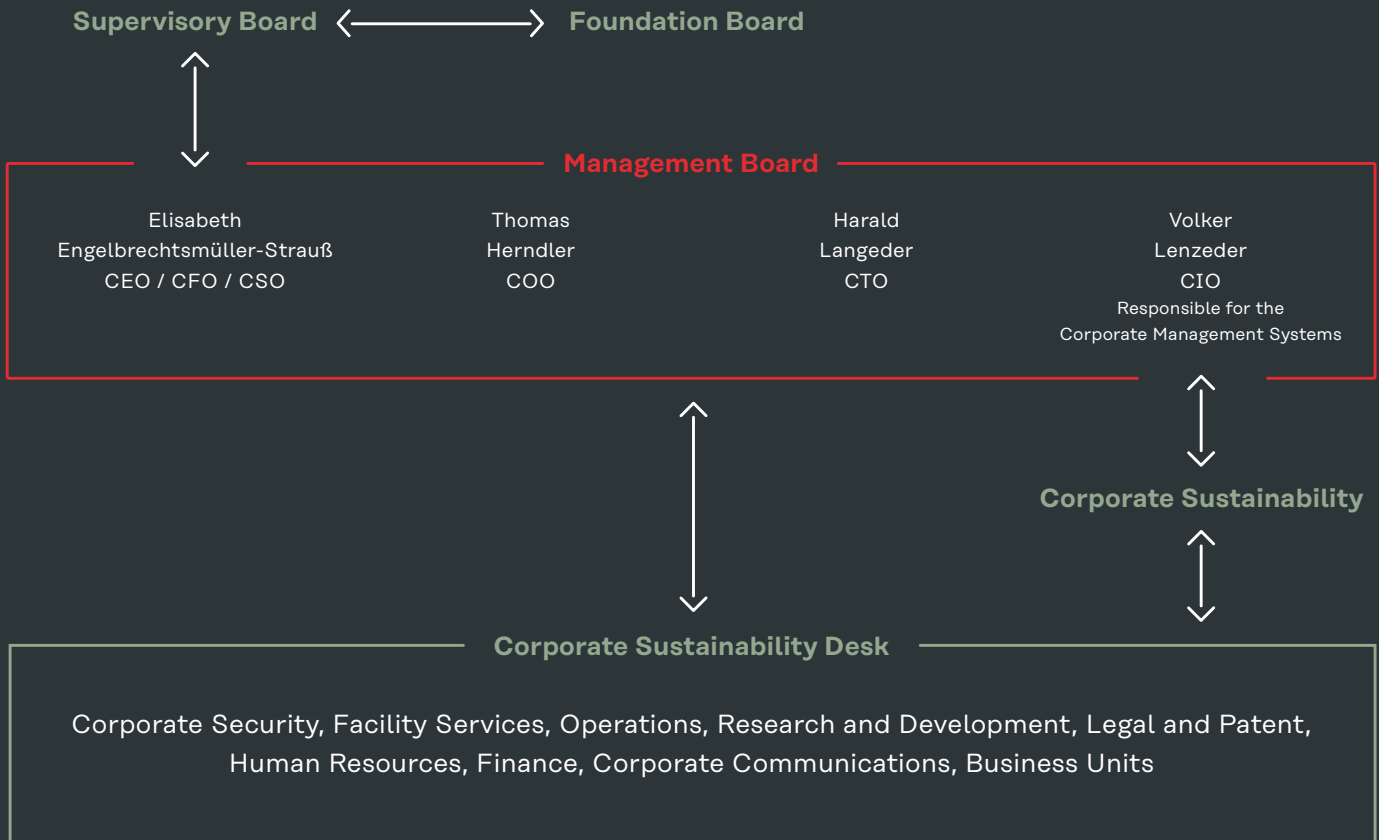 Supervisory Board
Foundation Board
Management Board
Elisabeth
Engelbrechtsmüller-Strauß
CEO / CFO / CSO
Thomas
Herndler
COO
Harald
Langeder
CTO
Volker
Lenzeder
CIO
Responsible for the
Corporate Management Systems
Corporate Sustainability
Corporate Sustainability Desk
Corporate Security, Facility Services, Operations, Research and Development, Legal and Patent,
Human Resources, Finance, Corporate Communications, Business Units